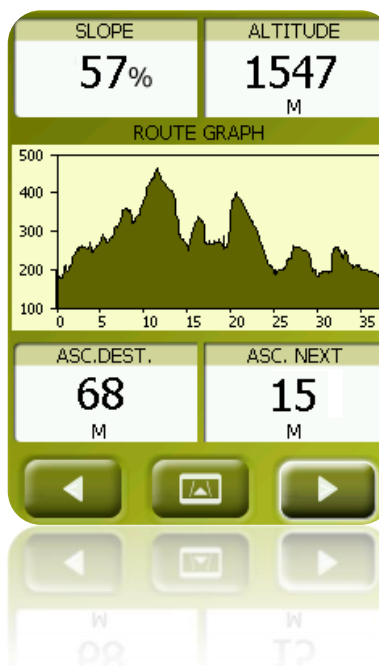 SLOPE ALTITUDE
57% 1547
M
ROUTE GRAPH
500
400
300
200
100
0 5 10 15 20 25 30 35
ASC.DEST. ASC. NEXT
68 15
M M